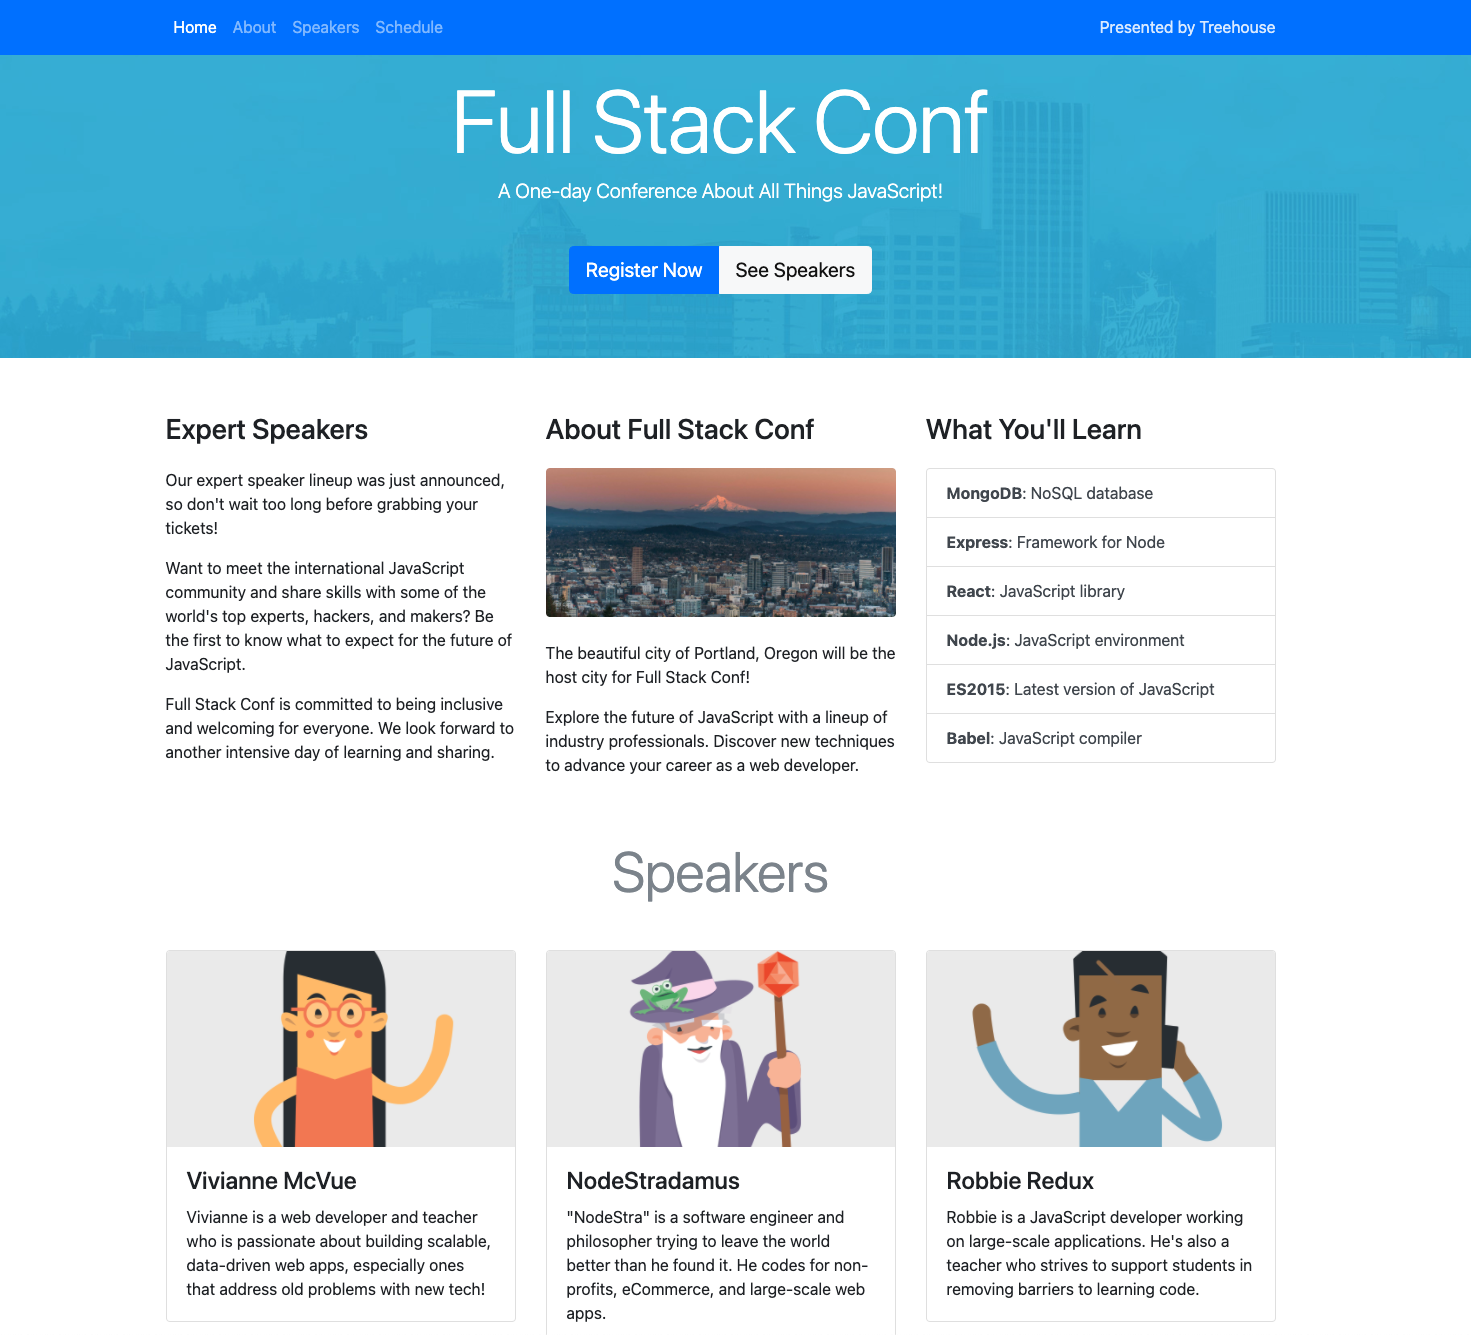 Home About Speakers Schedule Presented by Treehouse
Full Stack Conf
A One-day Conference About All Things JavaScript!
Register Now See Speakers
Portland
Expert Speakers
Our expert speaker lineup was just announced,
so don't wait too long before grabbing your
tickets!
Want to meet the international JavaScript
community and share skills with some of the
world's top experts, hackers, and makers? Be
the first to know what to expect for the future of
JavaScript.
Full Stack Conf is committed to being inclusive
and welcoming for everyone. We look forward to
another intensive day of learning and sharing.
About Full Stack Conf
The beautiful city of Portland, Oregon will be the
host city for Full Stack Conf!
Explore the future of JavaScript with a lineup of
industry professionals. Discover new techniques
to advance your career as a web developer.
What You'll Learn
MongoDB: NoSQL database
Express: Framework for Node
React: JavaScript library
Node.js: JavaScript environment
ES2015: Latest version of JavaScript
Babel: JavaScript compiler
Speakers
Vivianne McVue
Vivianne is a web developer and teacher
who is passionate about building scalable,
data-driven web apps, especially ones
that address old problems with new tech!
NodeStradamus
"NodeStra" is a software engineer and
philosopher trying to leave the world
better than he found it. He codes for non-
profits, eCommerce, and large-scale web
apps.
Robbie Redux
Robbie is a JavaScript developer working
on large-scale applications. He's also a
teacher who strives to support students in
removing barriers to learning code.